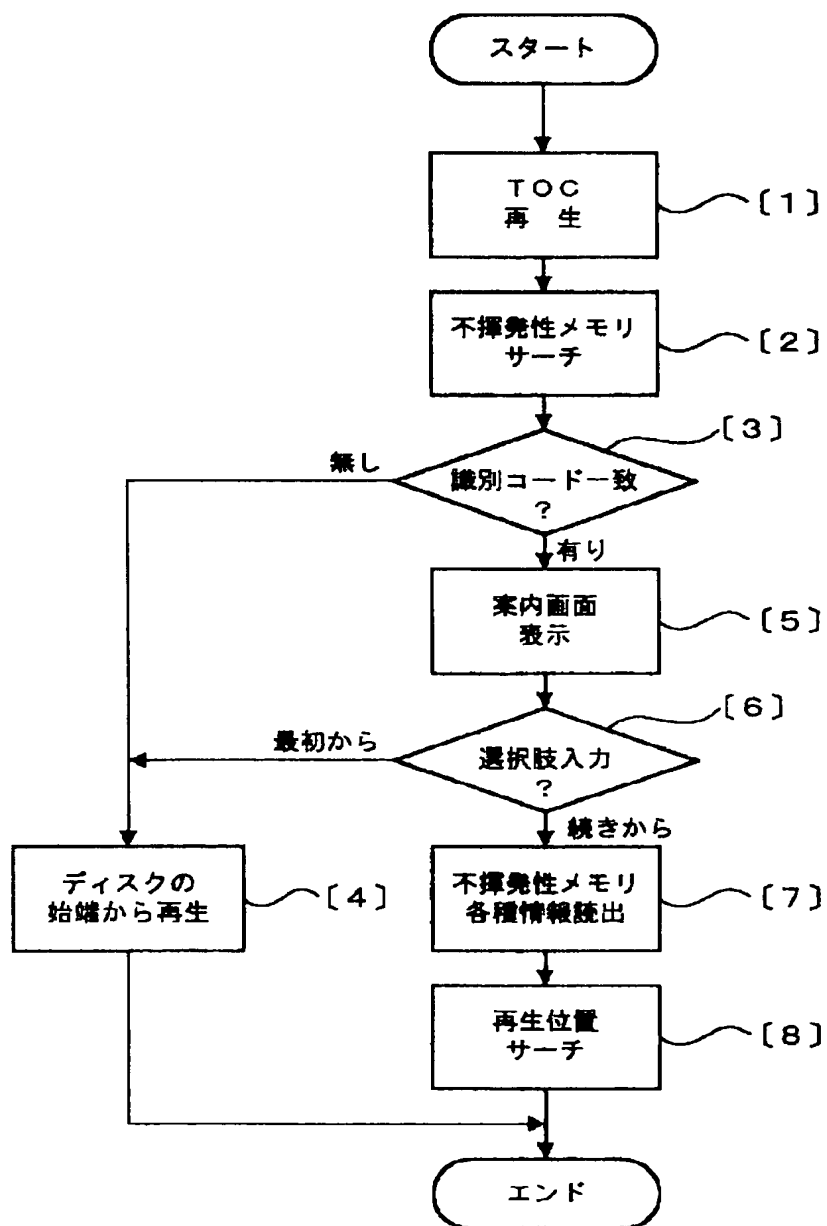 スタート
TOC
再 生
〔1〕
不揮発性メモリ
サーチ
〔2〕
〔3〕
無し
識別コード一致
?
有り
案内画面
表示
〔5〕
〔6〕
最初から
選択肢入力
?
続きから
ディスクの
始端から再生
〔4〕
不揮発性メモリ
各種情報読出
〔7〕
再生位置
サーチ
〔8〕
エンド